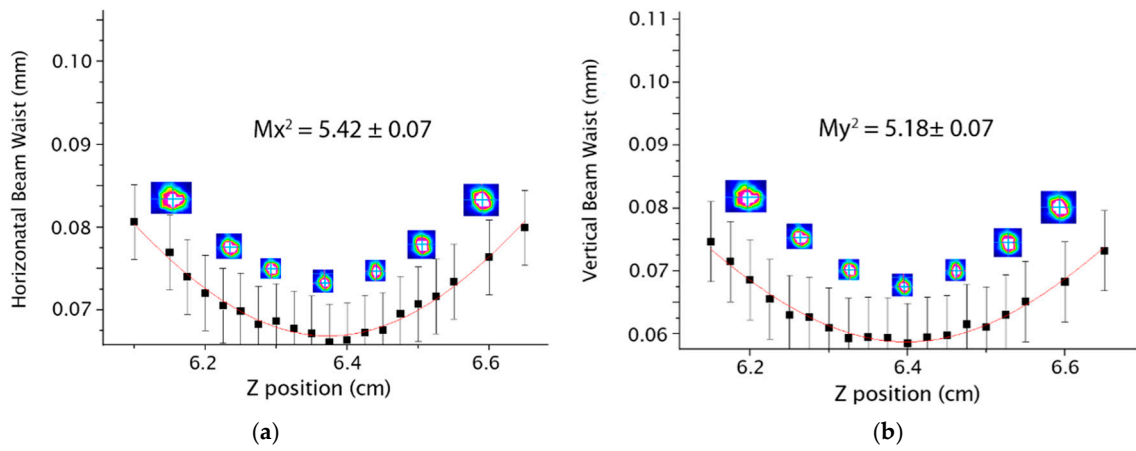 Horizonatal Beam Waist (mm)
0.10
0.09
0.08
0.07
Mx² = 5.42 ± 0.07
6.2
6.4
6.6
Z position (cm)
(a)
Vertical Beam Waist (mm)
0.11
0.10
0.09
0.08
0.07
0.06
My² = 5.18± 0.07
6.2
6.4
6.6
Z position (cm)
(b)